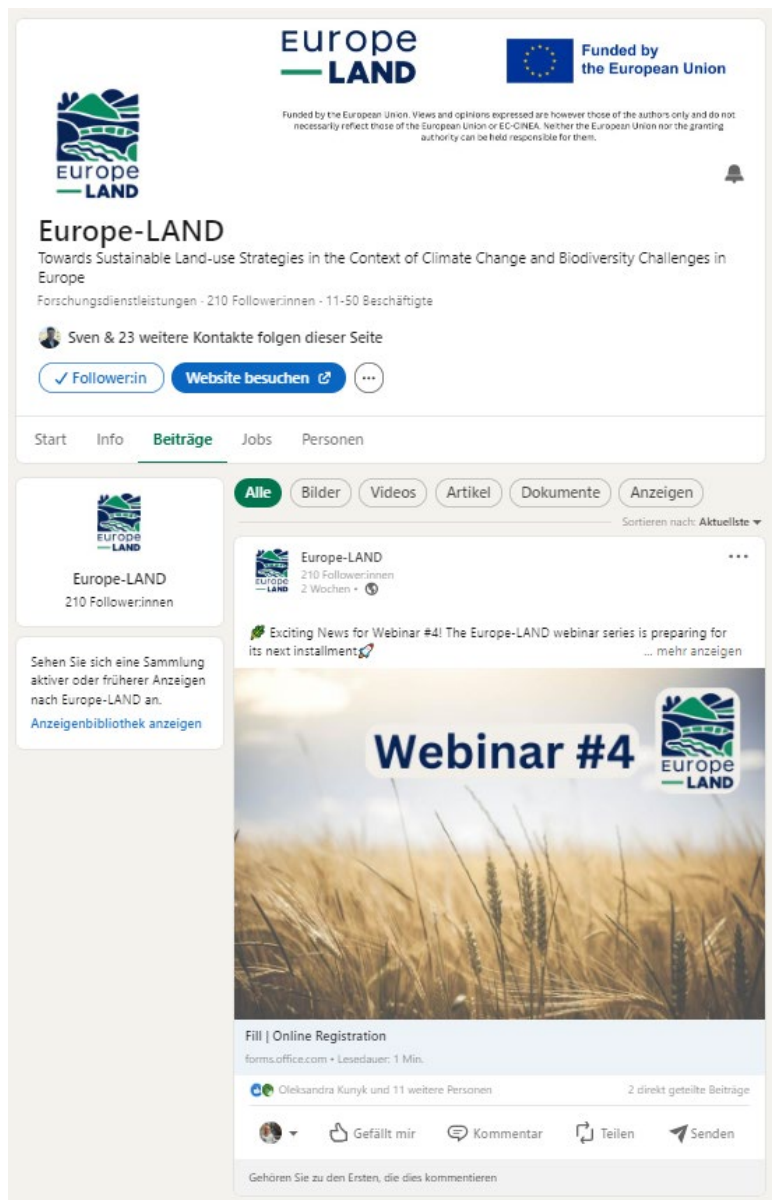 Europe
LAND
Funded by
the European Union
Funded by the European Union. Views and opinions expressed are however those of the authors only and do not
necessarily reflect those of the European Union or EC-CINEA. Neither the European Union nor the granting
authority can be held responsible for them.
Europe
LAND
Europe-LAND
Towards Sustainable Land-use Strategies in the Context of Climate Change and Biodiversity Challenges in
Europe
Forschungsdienstleistungen · 210 Follower:innen · 11-50 Beschäftigte
Sven & 23 weitere Kontakte folgen dieser Seite
✓ Follower:in
Website besuchen
Start
Info
Beiträge
Jobs
Personen
Europe
LAND
Europe-LAND
210 Follower:innen
Sehen Sie sich eine Sammlung
aktiver oder früherer Anzeigen
nach Europe-LAND an.
Anzeigenbibliothek anzeigen
Alle
Bilder
Videos
Artikel
Dokumente
Anzeigen
Sortieren nach: Aktuellste
Europe
LAND
Europe-LAND
210 Follower:innen
2 Wochen •
Exciting News for Webinar #4! The Europe-LAND webinar series is preparing for
its next installment🚀 ... mehr anzeigen
Webinar #4
Europe
LAND
Fill | Online Registration
forms.office.com • Lesedauer: 1 Min.
Oleksandra Kunyk und 11 weitere Personen
2 direkt geteilte Beiträge
Gefällt mir
Kommentar
Teilen
Senden
Gehören Sie zu den Ersten, die dies kommentieren